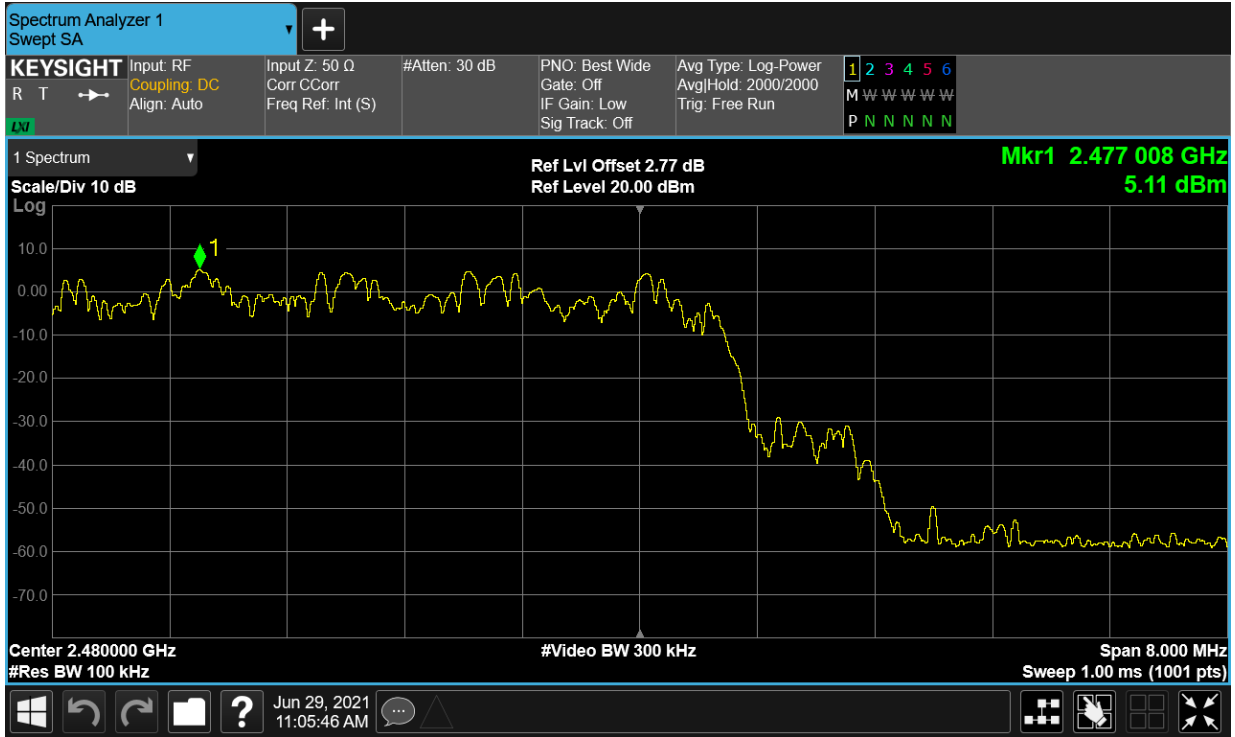 Spectrum Analyzer 1
Swept SA
▼
+
KEYSIGHT
R T
LXI
Input: RF
Coupling: DC
Align: Auto
Input Z: 50 Ω
Corr CCorr
Freq Ref: Int (S)
#Atten: 30 dB
PNO: Best Wide
Gate: Off
IF Gain: Low
Sig Track: Off
Avg Type: Log-Power
Avg|Hold: 2000/2000
Trig: Free Run
1 2 3 4 5 6
M W W W W W
P N N N N N
1 Spectrum ▼
Scale/Div 10 dB
Log
Ref Lvl Offset 2.77 dB
Ref Level 20.00 dBm
Mkr1 2.477 008 GHz
5.11 dBm
1
10.0
0.00
-10.0
-20.0
-30.0
-40.0
-50.0
-60.0
-70.0
Center 2.480000 GHz
#Res BW 100 kHz
#Video BW 300 kHz
Span 8.000 MHz
Sweep 1.00 ms (1001 pts)
?
Jun 29, 2021
11:05:46 AM